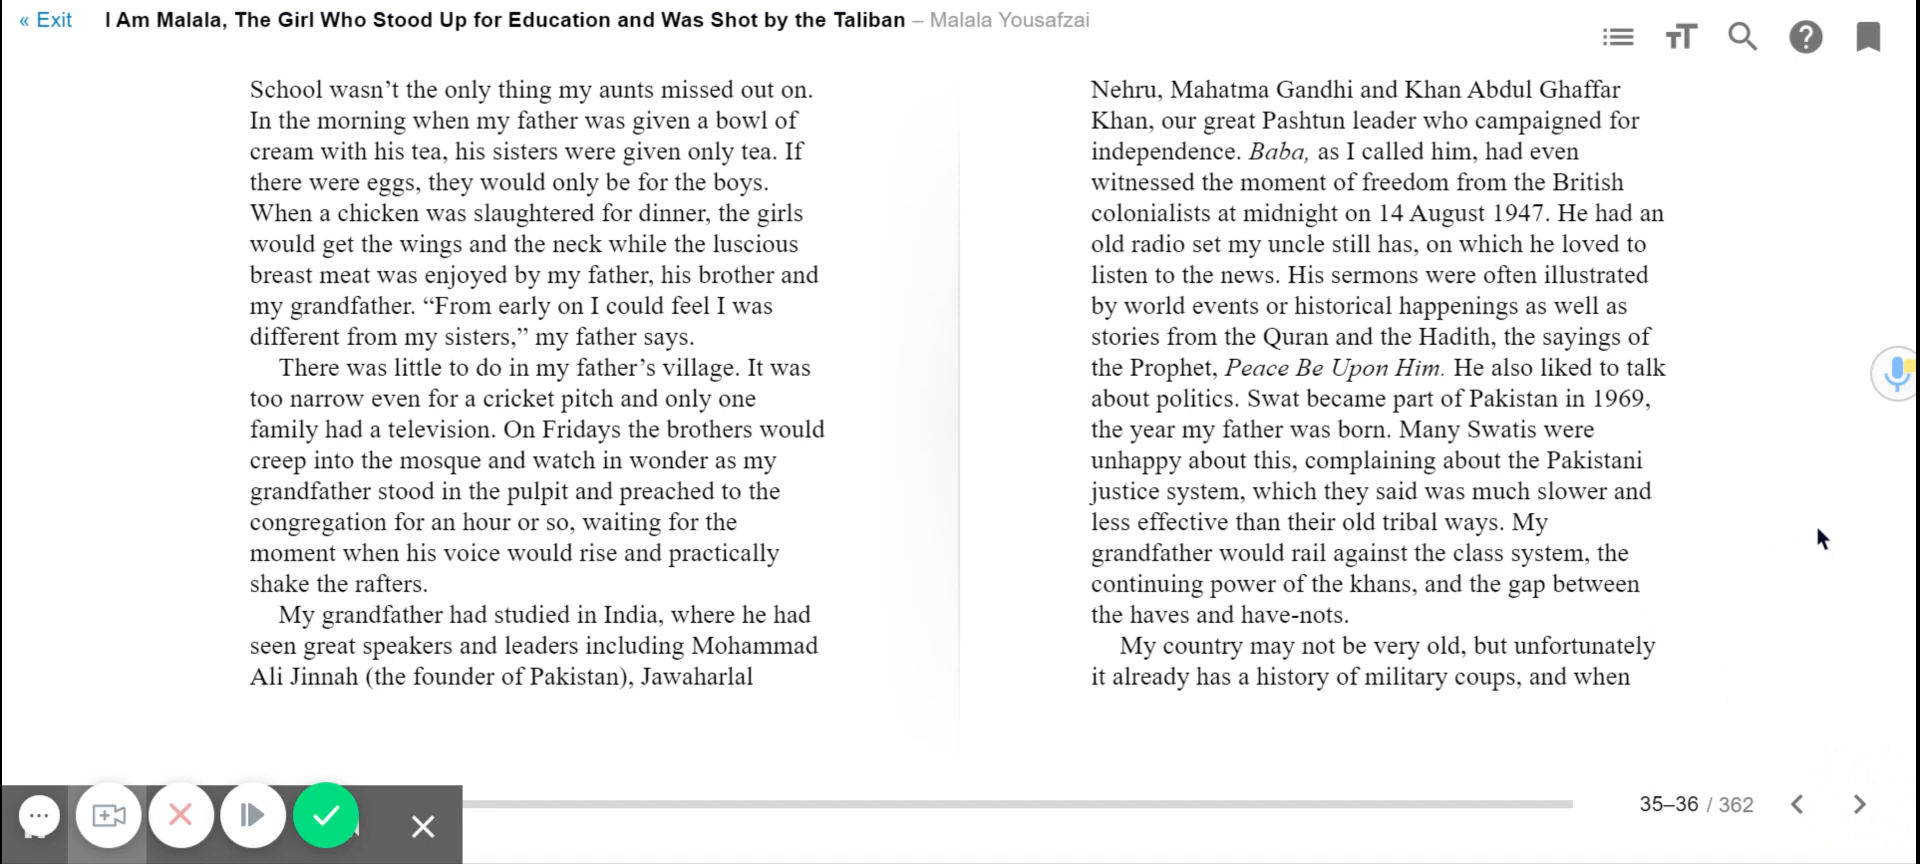 « Exit I Am Malala, The Girl Who Stood Up for Education and Was Shot by the Taliban – Malala Yousafzai
School wasn’t the only thing my aunts missed out on.
In the morning when my father was given a bowl of
cream with his tea, his sisters were given only tea. If
there were eggs, they would only be for the boys.
When a chicken was slaughtered for dinner, the girls
would get the wings and the neck while the luscious
breast meat was enjoyed by my father, his brother and
my grandfather. “From early on I could feel I was
different from my sisters,” my father says.
There was little to do in my father’s village. It was
too narrow even for a cricket pitch and only one
family had a television. On Fridays the brothers would
creep into the mosque and watch in wonder as my
grandfather stood in the pulpit and preached to the
congregation for an hour or so, waiting for the
moment when his voice would rise and practically
shake the rafters.
My grandfather had studied in India, where he had
seen great speakers and leaders including Mohammad
Ali Jinnah (the founder of Pakistan), Jawaharlal
Nehru, Mahatma Gandhi and Khan Abdul Ghaffar
Khan, our great Pashtun leader who campaigned for
independence. Baba, as I called him, had even
witnessed the moment of freedom from the British
colonialists at midnight on 14 August 1947. He had an
old radio set my uncle still has, on which he loved to
listen to the news. His sermons were often illustrated
by world events or historical happenings as well as
stories from the Quran and the Hadith, the sayings of
the Prophet, Peace Be Upon Him. He also liked to talk
about politics. Swat became part of Pakistan in 1969,
the year my father was born. Many Swatis were
unhappy about this, complaining about the Pakistani
justice system, which they said was much slower and
less effective than their old tribal ways. My
grandfather would rail against the class system, the
continuing power of the khans, and the gap between
the haves and have-nots.
My country may not be very old, but unfortunately
it already has a history of military coups, and when
35–36 / 362